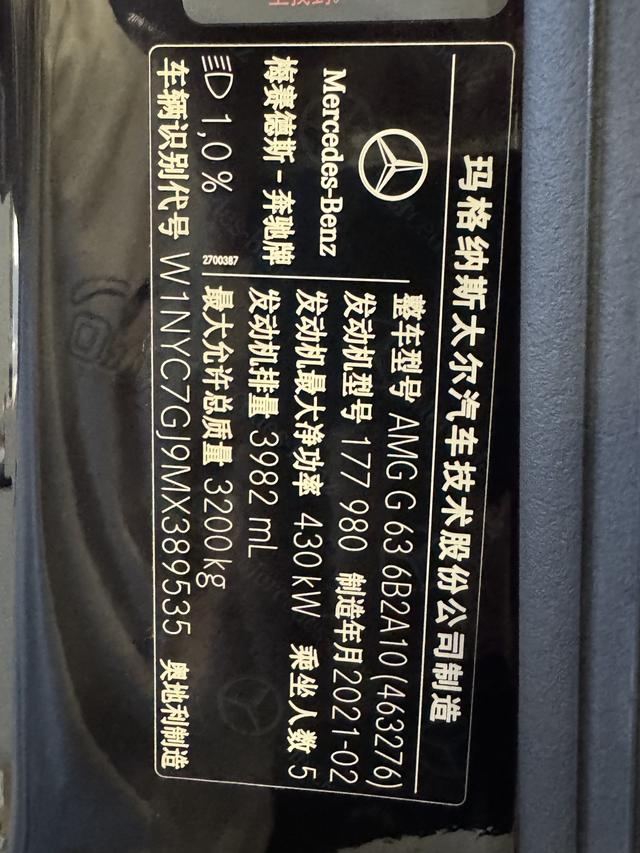 玛格纳斯太尔汽车技术股份公司制造
Mercedes-Benz
梅赛德斯-奔驰牌
1,0 %
2700387
整车型号 AMG G 63 6B2A10 (463276)
发动机型号 177 980 制造年月 2021-02
发动机最大净功率 430 kW 乘坐人数 5
发动机排量 3982 mL
最大允许总质量 3200 kg
车辆识别代号 W1NYC7GJ9MX389535 奥地利制造